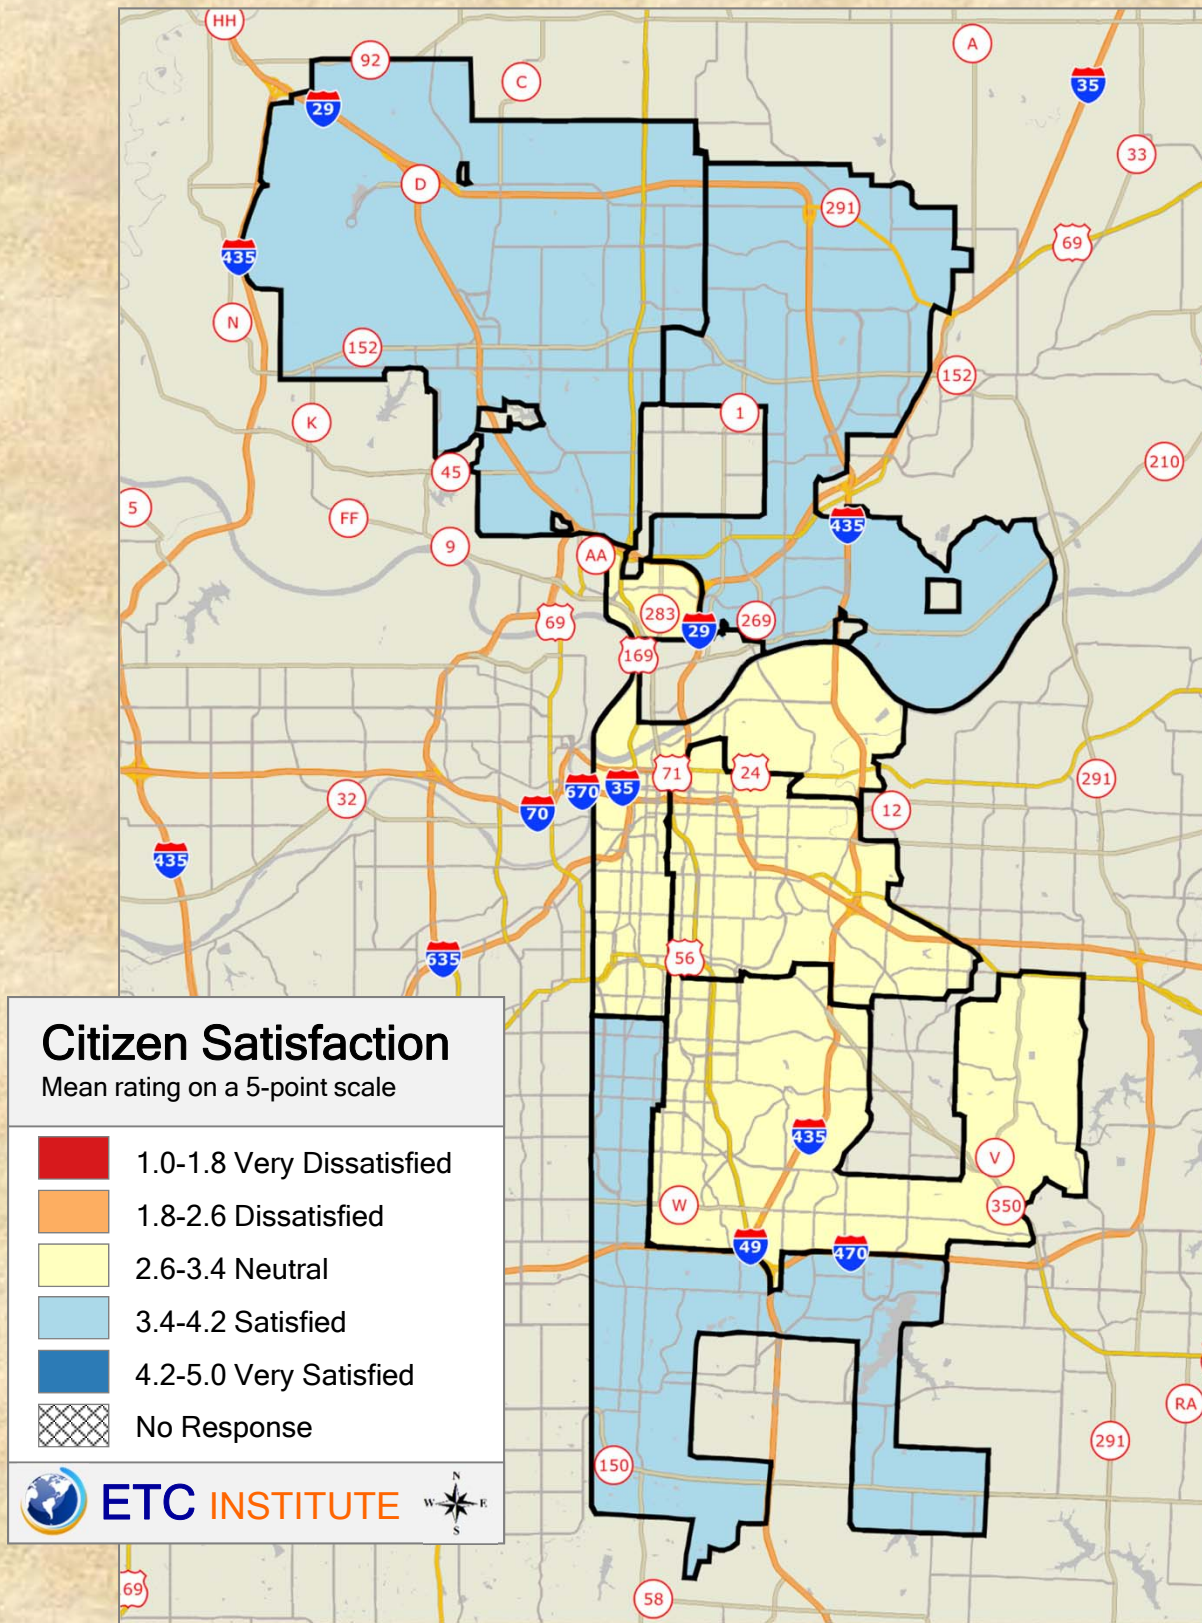 HH
92
C
A
29
35
33
D
291
69
435
N
152
152
1
K
45
210
5
FF
435
9
AA
283
269
69
29
169
71
24
670
35
291
32
70
12
435
56
635
Citizen Satisfaction
Mean rating on a 5-point scale
1.0-1.8 Very Dissatisfied
1.8-2.6 Dissatisfied
2.6-3.4 Neutral
3.4-4.2 Satisfied
4.2-5.0 Very Satisfied
No Response
ETC INSTITUTE
N
W
E
S
435
V
W
350
49
470
RA
291
150
69
58